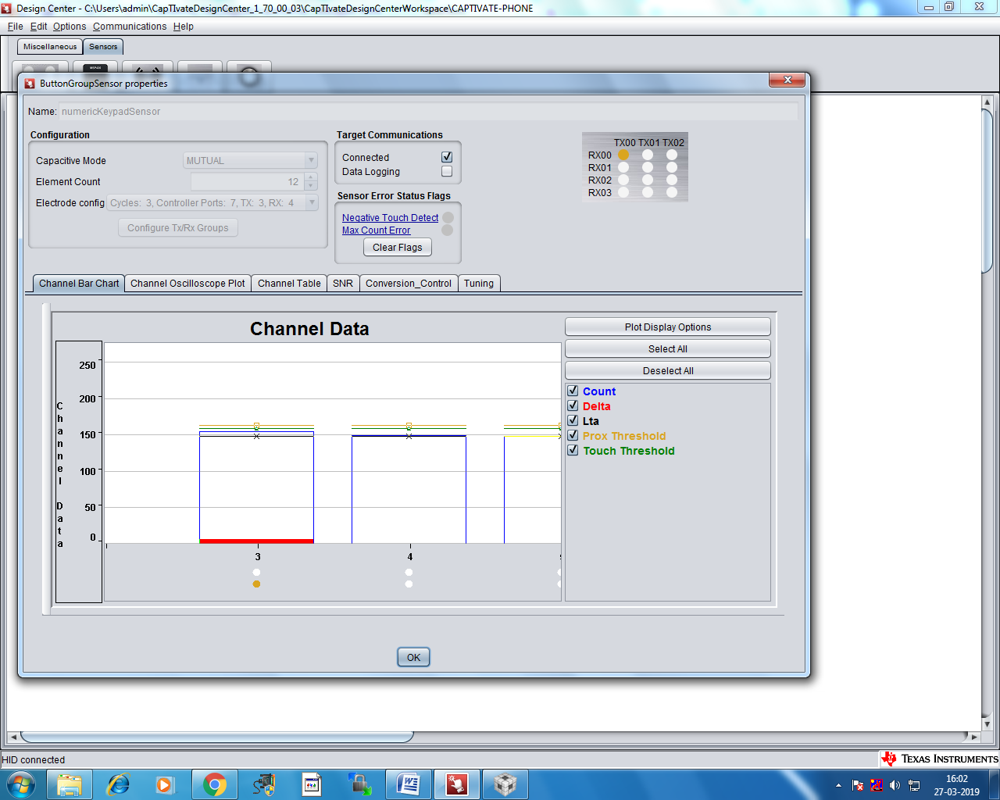 Design Center - C:\Users\admin\CapTIvateDesignCenter_1_70_00_03\CapTIvateDesignCenterWorkspace\CAPTIVATE-PHONE
File Edit Options Communications Help
Miscellaneous Sensors
ButtonGroupSensor properties
Name: numericKeypadSensor
Configuration
Capacitive Mode MUTUAL
Element Count 12
Electrode config Cycles: 3, Controller Ports: 7, TX: 3, RX: 4
Configure Tx/Rx Groups
Target Communications
Connected
Data Logging
Sensor Error Status Flags
Negative Touch Detect
Max Count Error
Clear Flags
TX00 TX01 TX02
RX00
RX01
RX02
RX03
Channel Bar Chart Channel Oscilloscope Plot Channel Table SNR Conversion_Control Tuning
Channel Data
Channel Data
250
200
150
100
50
0
3 4
Plot Display Options
Select All
Deselect All
Count
Delta
Lta
Prox Threshold
Touch Threshold
OK
HID connected
TEXAS INSTRUMENTS
16:02
27-03-2019